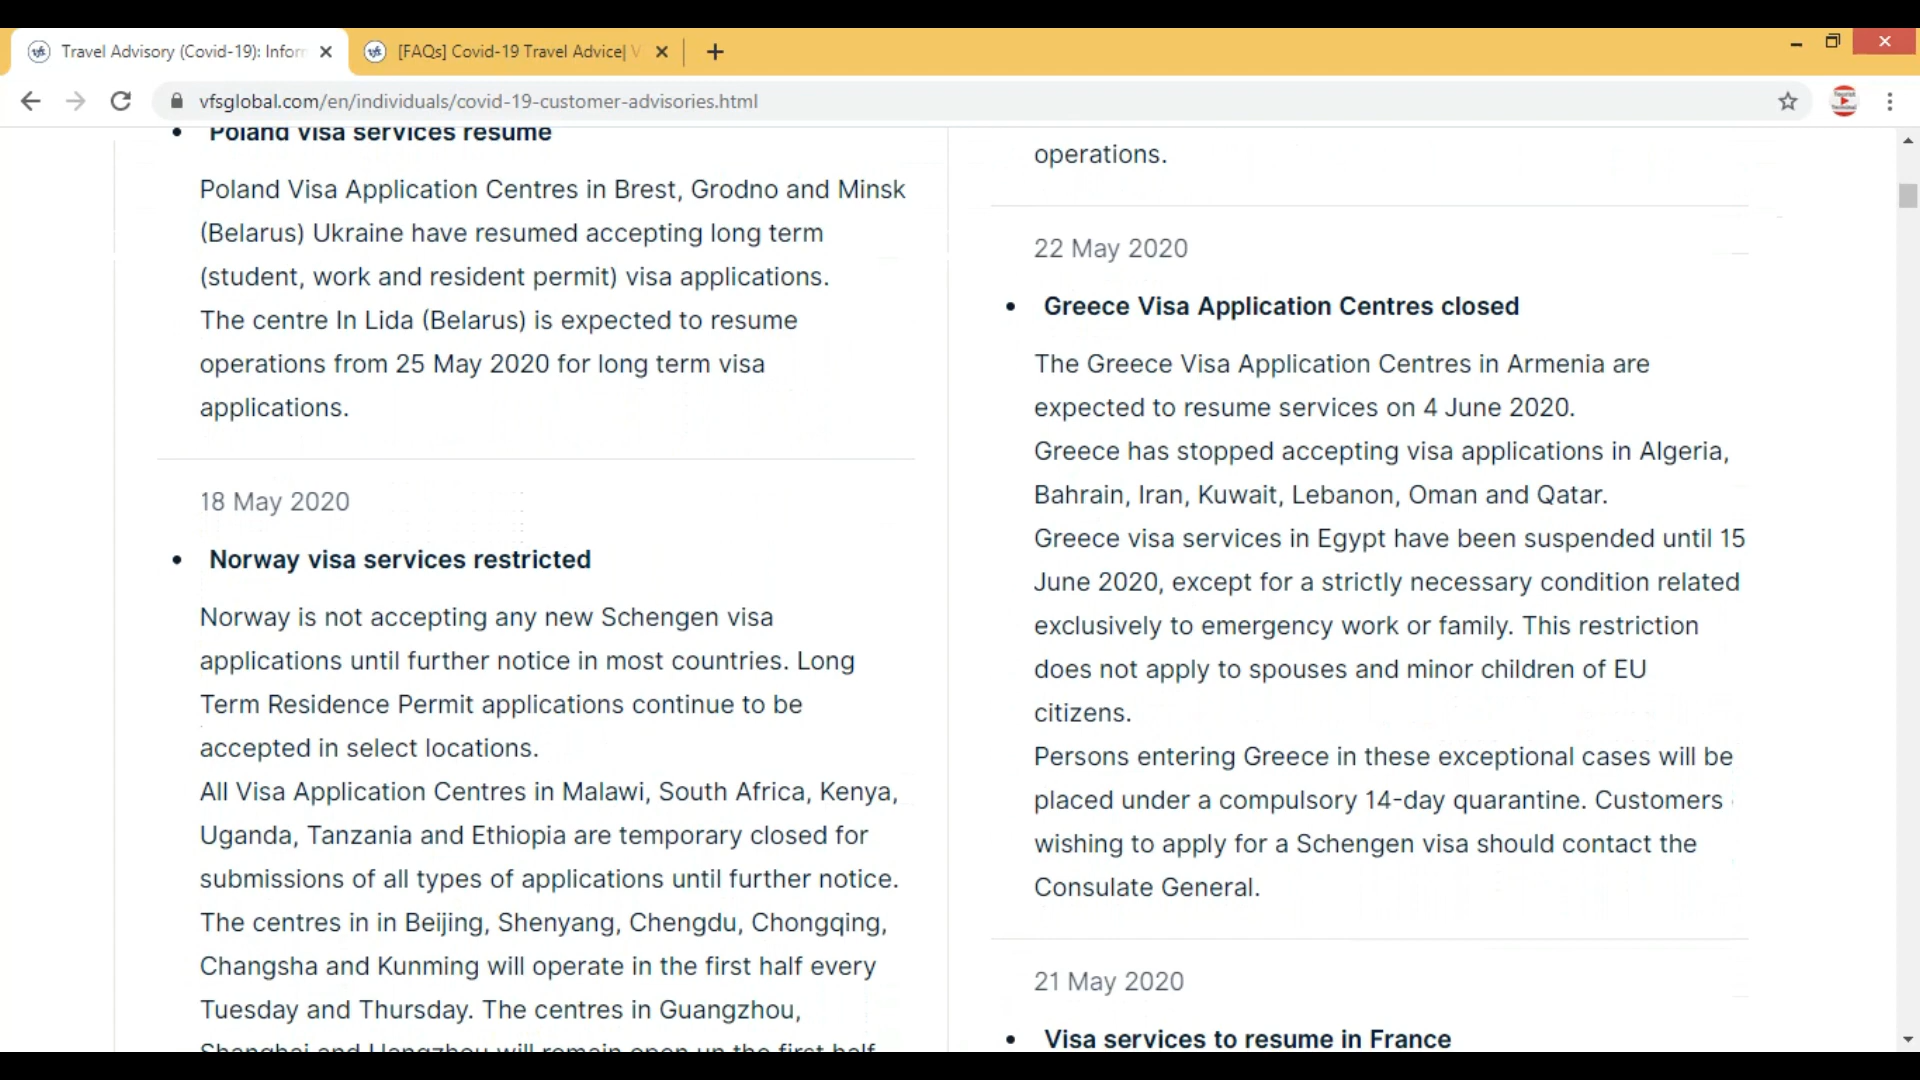 Travel Advisory (Covid-19): Inforr
[FAQs] Covid-19 Travel Advice| V
vfsglobal.com/en/individuals/covid-19-customer-advisories.html
Poland visa services resume
Poland Visa Application Centres in Brest, Grodno and Minsk
(Belarus) Ukraine have resumed accepting long term
(student, work and resident permit) visa applications.
The centre In Lida (Belarus) is expected to resume
operations from 25 May 2020 for long term visa
applications.
18 May 2020
Norway visa services restricted
Norway is not accepting any new Schengen visa
applications until further notice in most countries. Long
Term Residence Permit applications continue to be
accepted in select locations.
All Visa Application Centres in Malawi, South Africa, Kenya,
Uganda, Tanzania and Ethiopia are temporary closed for
submissions of all types of applications until further notice.
The centres in in Beijing, Shenyang, Chengdu, Chongqing,
Changsha and Kunming will operate in the first half every
Tuesday and Thursday. The centres in Guangzhou,
Shanghai and Hangzhou will remain open up the first half
operations.
22 May 2020
Greece Visa Application Centres closed
The Greece Visa Application Centres in Armenia are
expected to resume services on 4 June 2020.
Greece has stopped accepting visa applications in Algeria,
Bahrain, Iran, Kuwait, Lebanon, Oman and Qatar.
Greece visa services in Egypt have been suspended until 15
June 2020, except for a strictly necessary condition related
exclusively to emergency work or family. This restriction
does not apply to spouses and minor children of EU
citizens.
Persons entering Greece in these exceptional cases will be
placed under a compulsory 14-day quarantine. Customers
wishing to apply for a Schengen visa should contact the
Consulate General.
21 May 2020
Visa services to resume in France